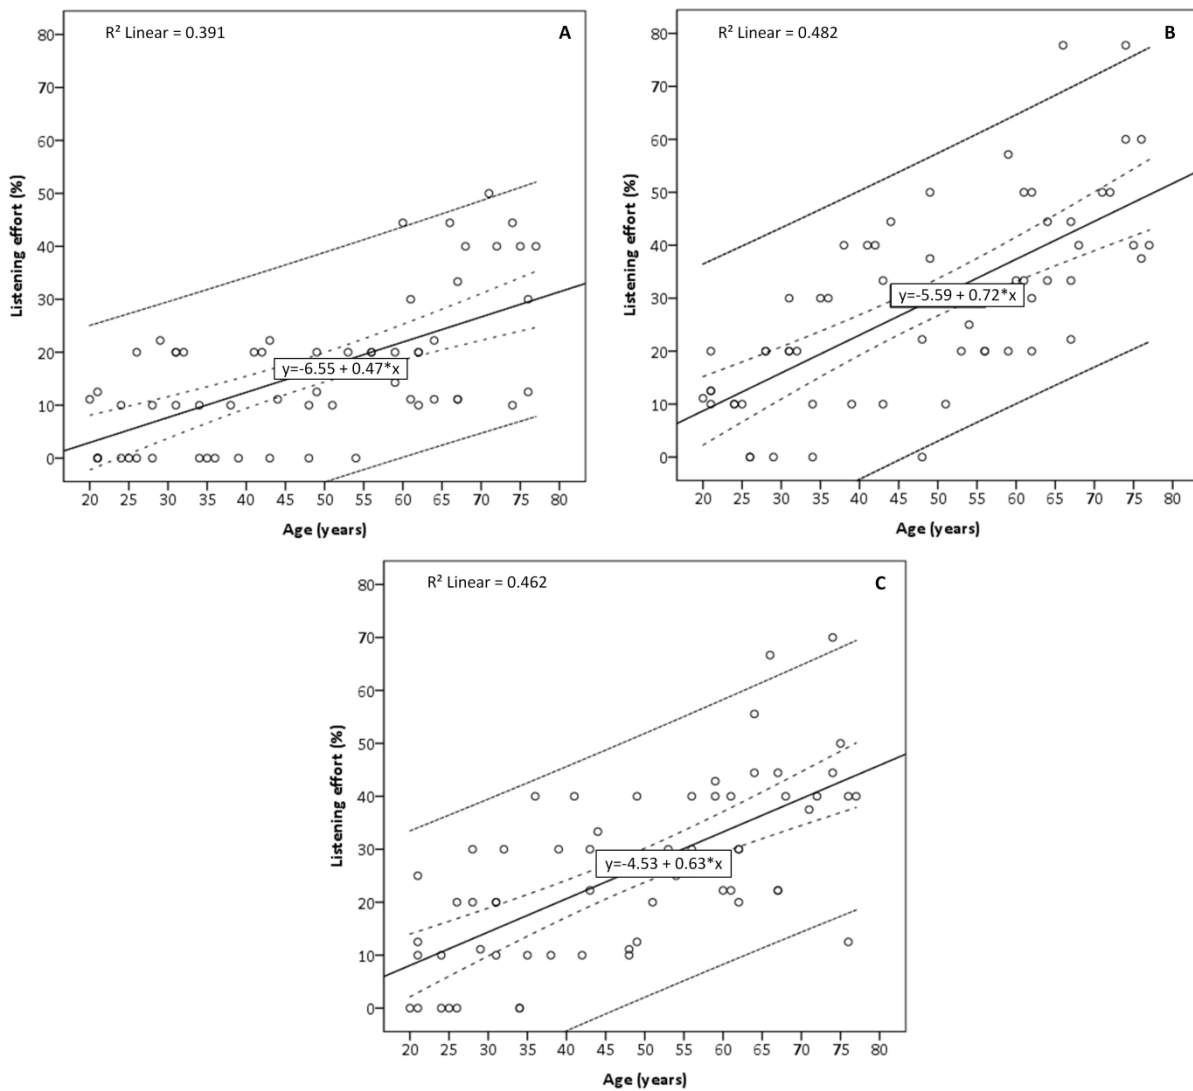 R² Linear = 0.391
A
80
70
60
50
40
30
20
10
0
Listening effort (%)
y=-6.55 + 0.47*x
20 25 30 35 40 45 50 55 60 65 70 75 80
Age (years)
R² Linear = 0.482
B
80
70
60
50
40
30
20
10
0
Listening effort (%)
y=-5.59 + 0.72*x
20 25 30 35 40 45 50 55 60 65 70 75 80
Age (years)
R² Linear = 0.462
C
80
70
60
50
40
30
20
10
0
Listening effort (%)
y=-4.53 + 0.63*x
20 25 30 35 40 45 50 55 60 65 70 75 80
Age (years)